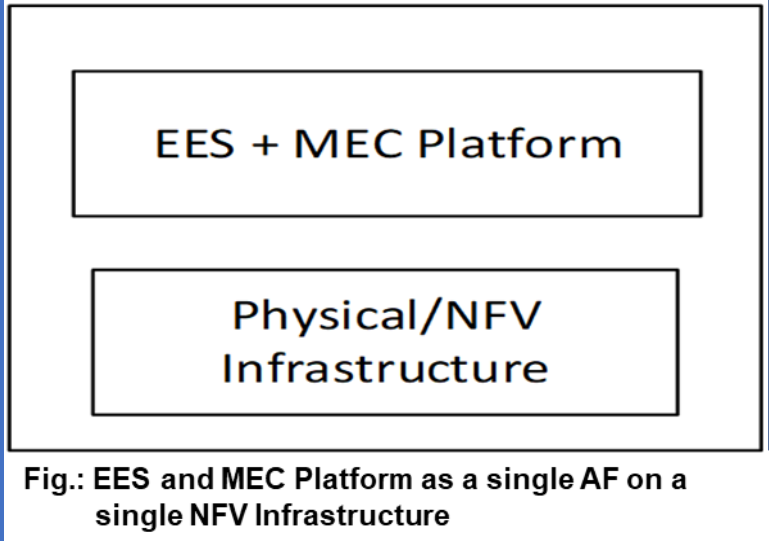 EES + MEC Platform
Physical/NFV
Infrastructure
Fig.: EES and MEC Platform as a single AF on a
single NFV Infrastructure